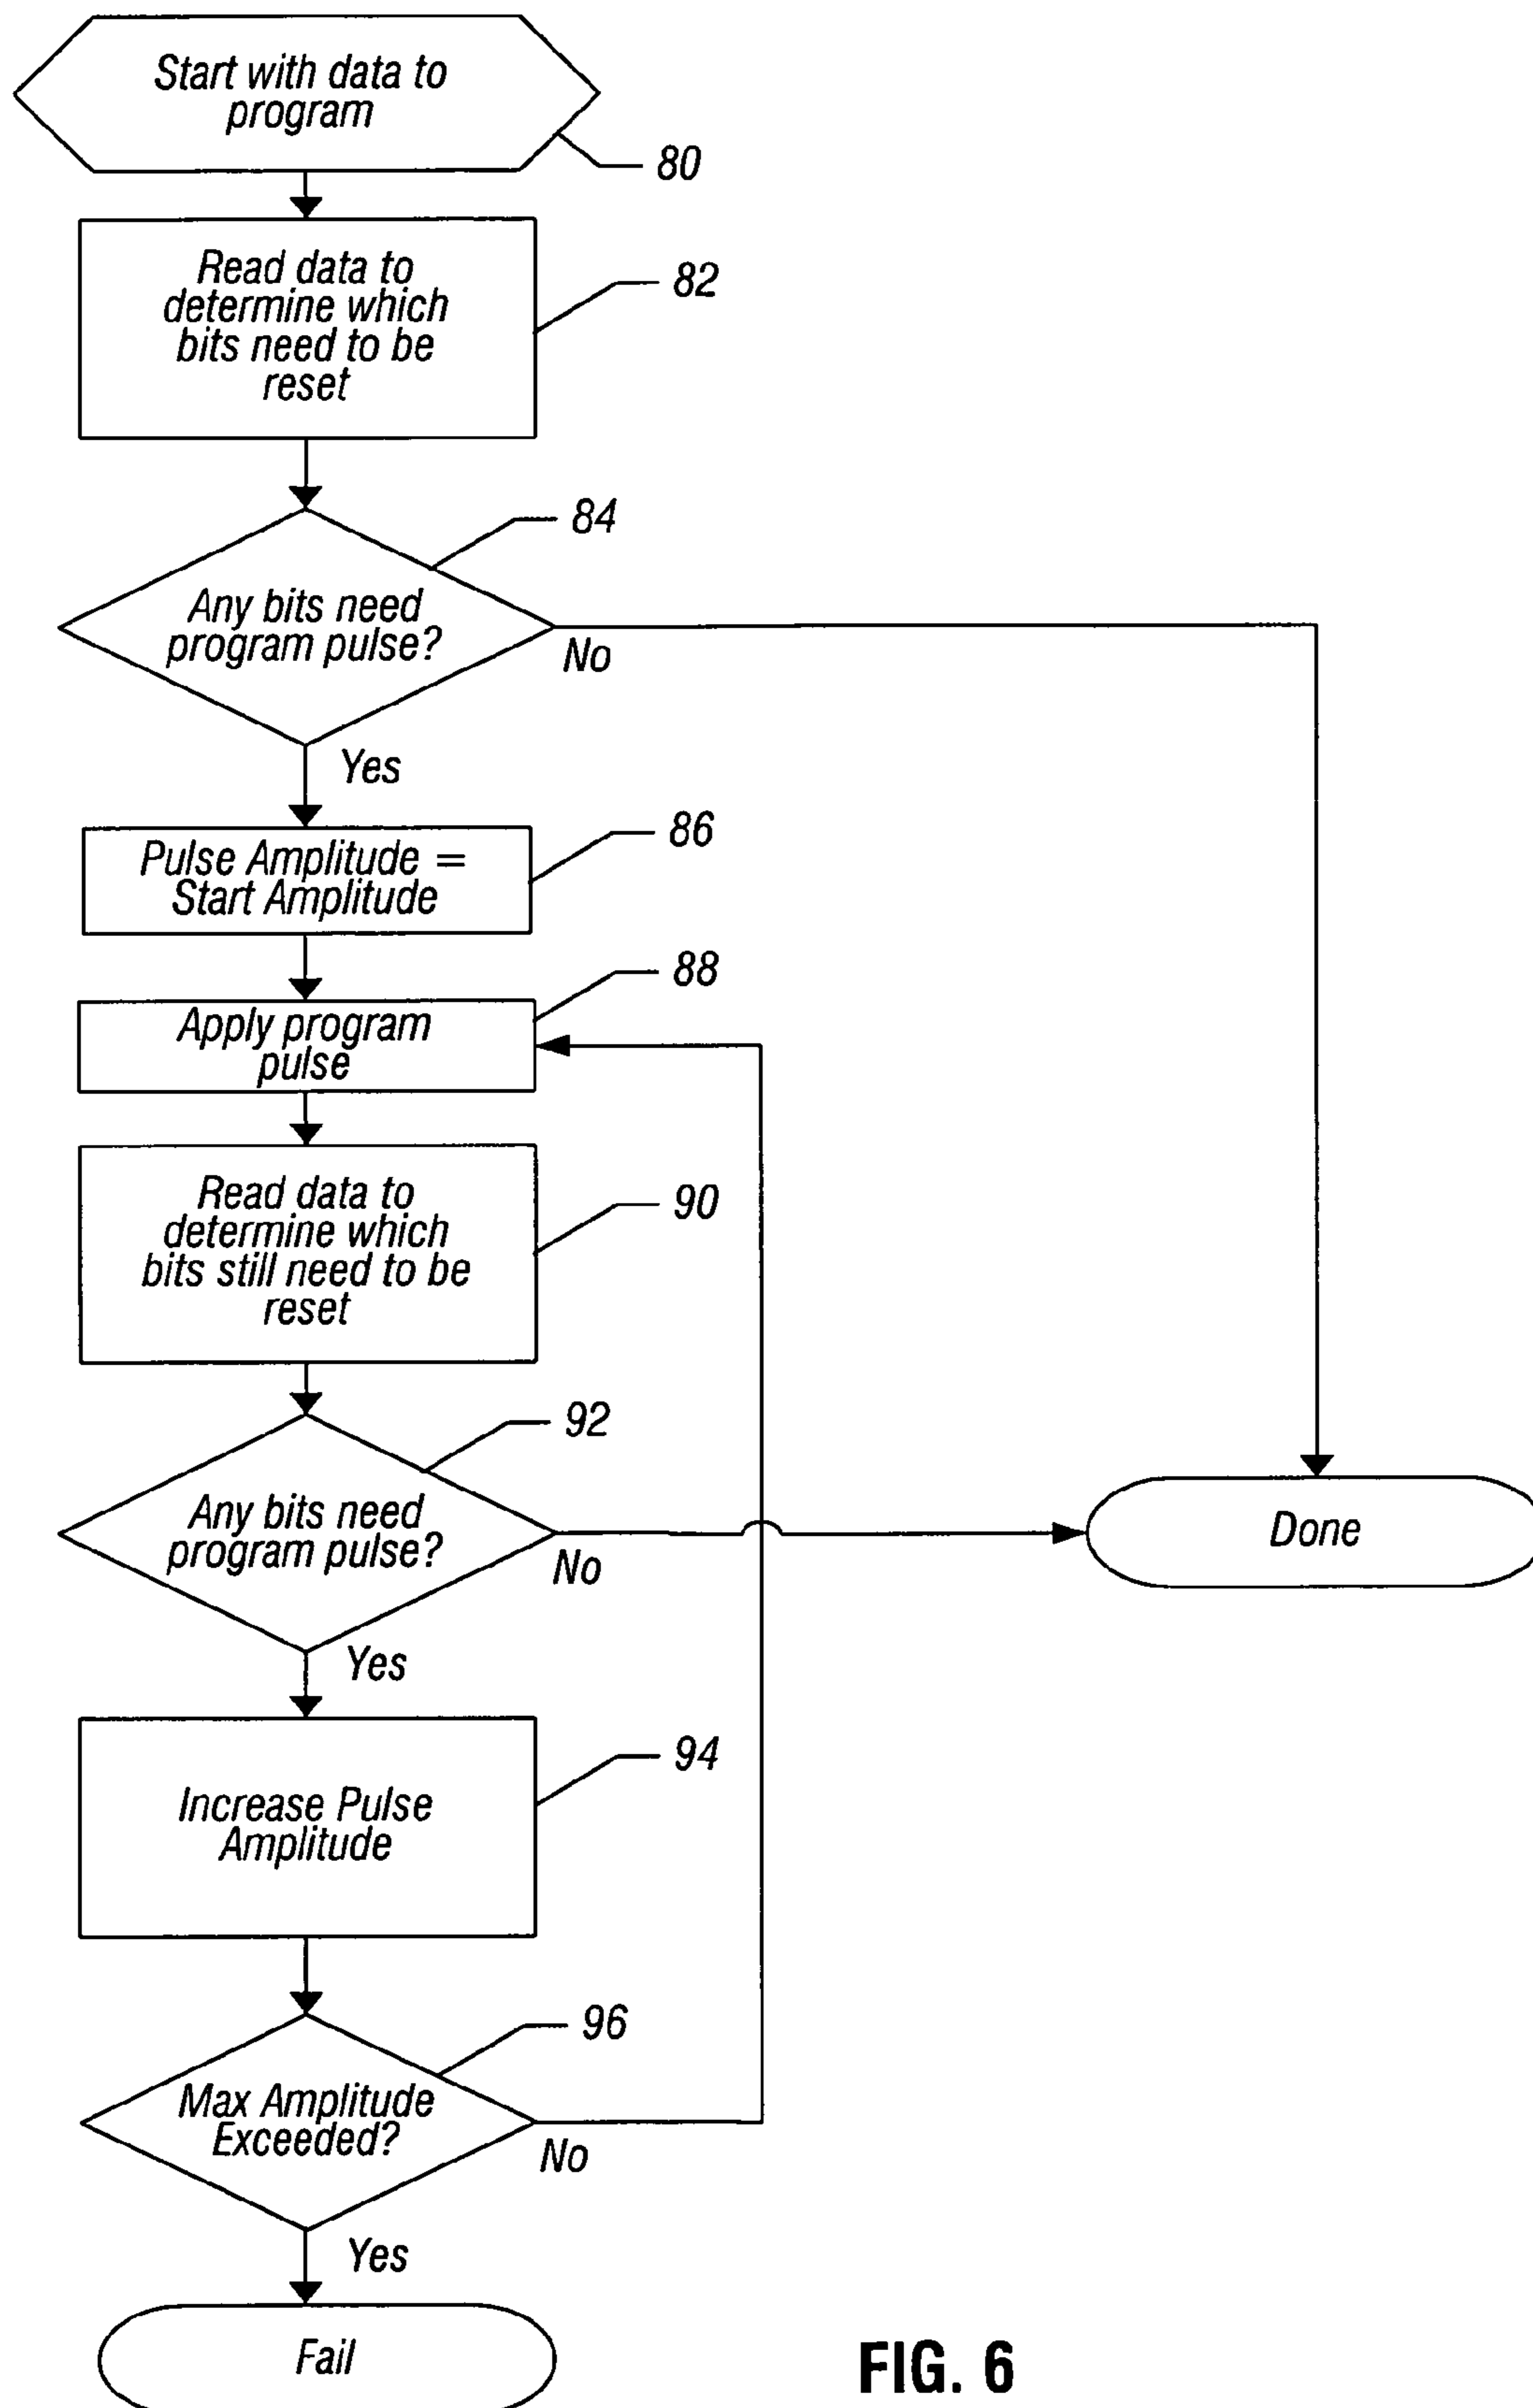 Start with data to
program
80
Read data to
determine which
bits need to be
reset
82
84
Any bits need
program pulse?
No
Yes
Pulse Amplitude =
Start Amplitude
86
88
Apply program
pulse
Read data to
determine which
bits still need to be
reset
90
92
Any bits need
program pulse?
No
Done
Yes
Increase Pulse
Amplitude
94
96
Max Amplitude
Exceeded?
No
Yes
Fail
FIG. 6